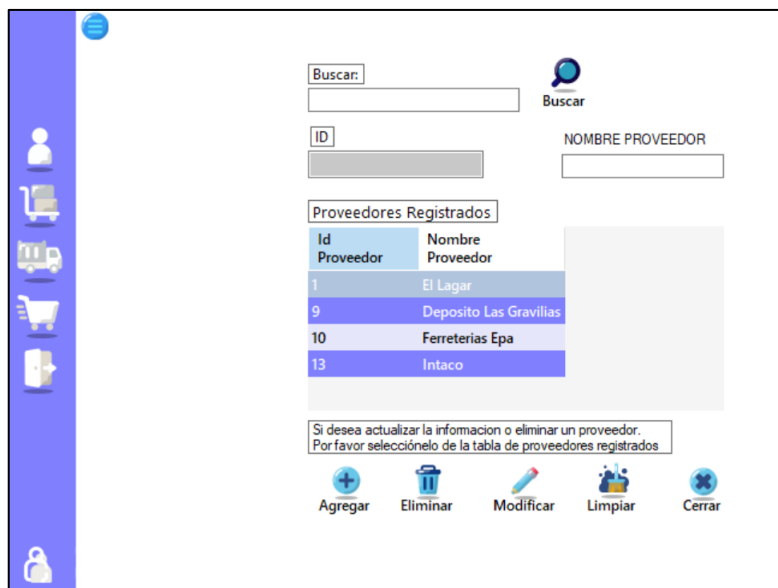 Buscar:
Buscar
ID
NOMBRE PROVEEDOR
Proveedores Registrados
Id Proveedor Nombre Proveedor
1 El Lagar
9 Deposito Las Gravilias
10 Ferreterias Epa
13 Intaco
Si desea actualizar la informacion o eliminar un proveedor.
Por favor selecciónelo de la tabla de proveedores registrados
Agregar Eliminar Modificar Limpiar Cerrar